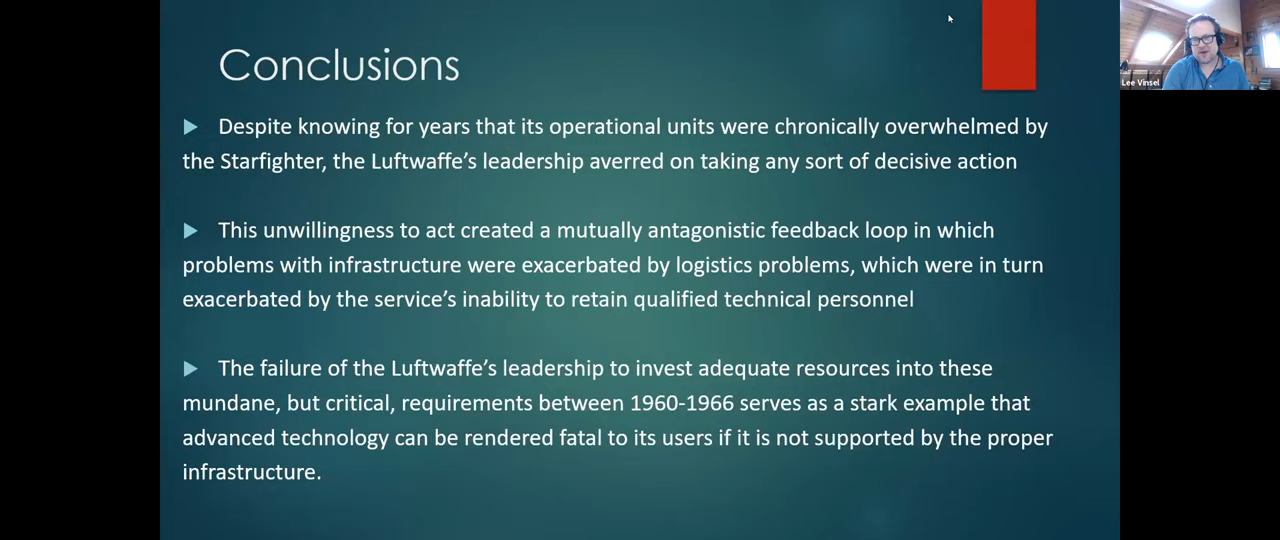 Conclusions
Despite knowing for years that its operational units were chronically overwhelmed by
the Starfighter, the Luftwaffe's leadership averred on taking any sort of decisive action
This unwillingness to act created a mutually antagonistic feedback loop in which
problems with infrastructure were exacerbated by logistics problems, which were in turn
exacerbated by the service's inability to retain qualified technical personnel
The failure of the Luftwaffe's leadership to invest adequate resources into these
mundane, but critical, requirements between 1960-1966 serves as a stark example that
advanced technology can be rendered fatal to its users if it is not supported by the proper
infrastructure.
Lee Vinsel